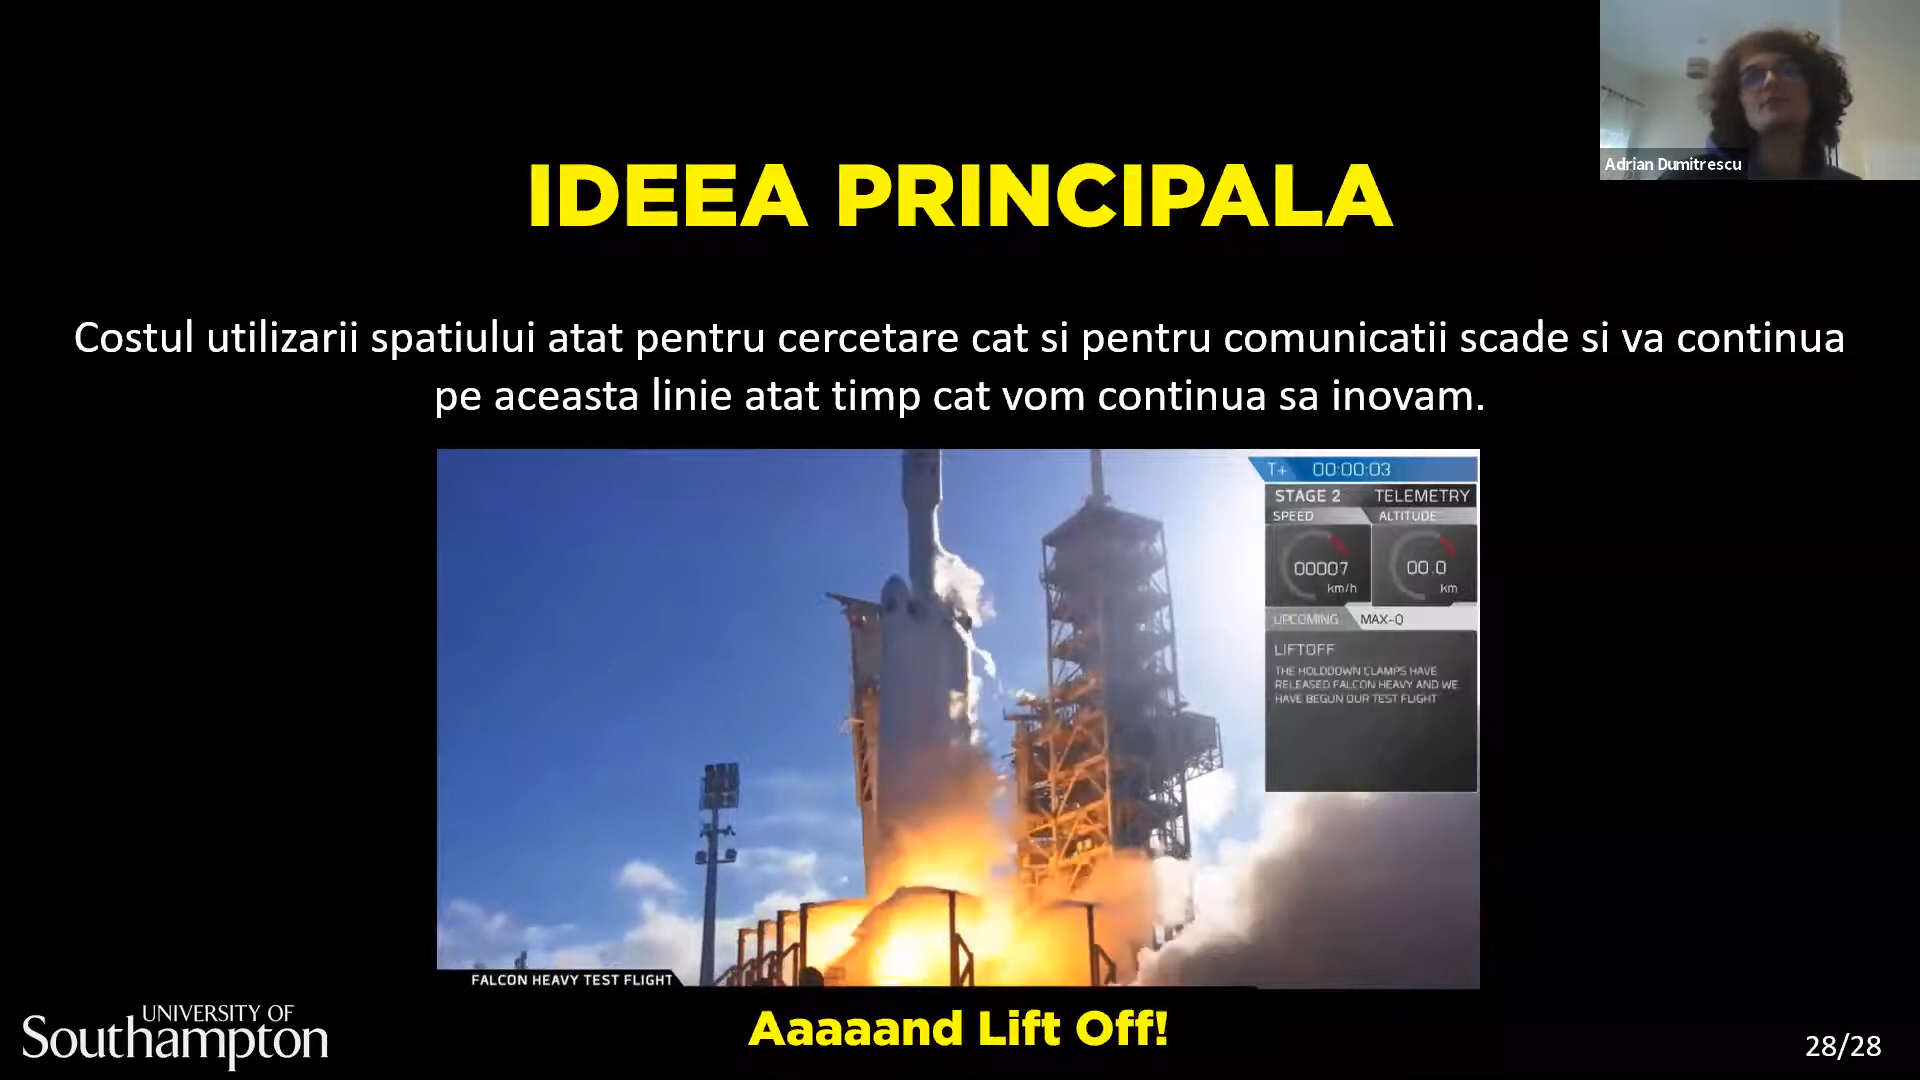 Adrian Dumitrescu
IDEEA PRINCIPALA
Costul utilizarii spatiului atat pentru cercetare cat si pentru comunicatii scade si va continua
pe aceasta linie atat timp cat vom continua sa inovam.
T+ 00:00:03
STAGE 2 TELEMETRY
SPEED ALTITUDE
00007 00.0
km/h km
UPCOMING MAX-Q
LIFTOFF
THE HOLDDOWN CLAMPS HAVE
RELEASED FALCON HEAVY AND WE
HAVE BEGUN OUR TEST FLIGHT
FALCON HEAVY TEST FLIGHT
UNIVERSITY OF
Southampton
Aaaaaand Lift Off!
28/28